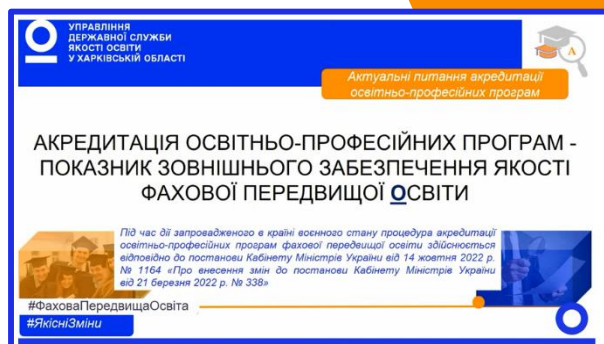 УПРАВЛІННЯ
ДЕРЖАВНОЇ СЛУЖБИ
ЯКОСТІ ОСВІТИ
У ХАРКІВСЬКІЙ ОБЛАСТІ
А
Актуальні питання акредитації
освітньо-професійних програм
АКРЕДИТАЦІЯ ОСВІТНЬО-ПРОФЕСІЙНИХ ПРОГРАМ -
ПОКАЗНИК ЗОВНІШНЬОГО ЗАБЕЗПЕЧЕННЯ ЯКОСТІ
ФАХОВОЇ ПЕРЕДВИЩОЇ ОСВІТИ
Під час дії запровадженого в країні воєнного стану процедура акредитації
освітньо-професійних програм фахової передвищої освіти здійснюється
відповідно до постанови Кабінету Міністрів України від 14 жовтня 2022 р.
№ 1164 «Про внесення змін до постанови Кабінету Міністрів України
від 21 березня 2022 р. № 338»
#ФаховаПередвищаОсвіта
#ЯкісніЗміни